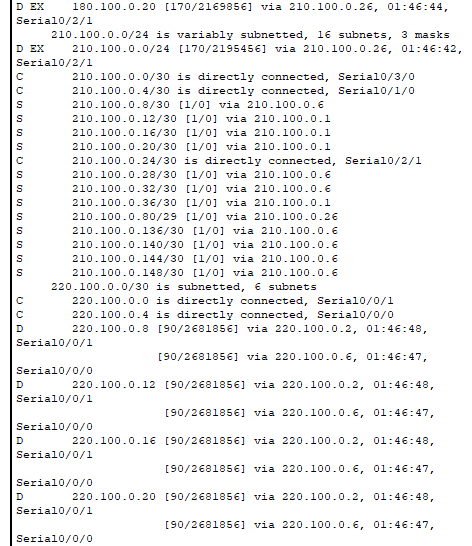 D EX    180.100.0.20 [170/2169856] via 210.100.0.26, 01:46:44,
Serial0/2/1
     210.100.0.0/24 is variably subnetted, 16 subnets, 3 masks
D EX    210.100.0.0/24 [170/2195456] via 210.100.0.26, 01:46:42,
Serial0/2/1
C       210.100.0.0/30 is directly connected, Serial0/3/0
C       210.100.0.4/30 is directly connected, Serial0/1/0
S       210.100.0.8/30 [1/0] via 210.100.0.6
S       210.100.0.12/30 [1/0] via 210.100.0.1
S       210.100.0.16/30 [1/0] via 210.100.0.1
S       210.100.0.20/30 [1/0] via 210.100.0.1
C       210.100.0.24/30 is directly connected, Serial0/2/1
S       210.100.0.28/30 [1/0] via 210.100.0.6
S       210.100.0.32/30 [1/0] via 210.100.0.6
S       210.100.0.36/30 [1/0] via 210.100.0.1
S       210.100.0.80/29 [1/0] via 210.100.0.26
S       210.100.0.136/30 [1/0] via 210.100.0.6
S       210.100.0.140/30 [1/0] via 210.100.0.6
S       210.100.0.144/30 [1/0] via 210.100.0.6
S       210.100.0.148/30 [1/0] via 210.100.0.6
     220.100.0.0/30 is subnetted, 6 subnets
C       220.100.0.0 is directly connected, Serial0/0/1
C       220.100.0.4 is directly connected, Serial0/0/0
D       220.100.0.8 [90/2681856] via 220.100.0.2, 01:46:48,
Serial0/0/1
                    [90/2681856] via 220.100.0.6, 01:46:47,
Serial0/0/0
D       220.100.0.12 [90/2681856] via 220.100.0.2, 01:46:48,
Serial0/0/1
                     [90/2681856] via 220.100.0.6, 01:46:47,
Serial0/0/0
D       220.100.0.16 [90/2681856] via 220.100.0.2, 01:46:48,
Serial0/0/1
                     [90/2681856] via 220.100.0.6, 01:46:47,
Serial0/0/0
D       220.100.0.20 [90/2681856] via 220.100.0.2, 01:46:48,
Serial0/0/1
                     [90/2681856] via 220.100.0.6, 01:46:47,
Serial0/0/0